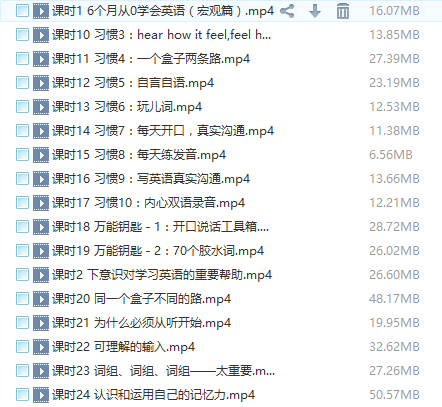 课时1 6个月从0学会英语（宏观篇）.mp4 16.07MB
课时10 习惯3：hear how it feel,feel h... 13.85MB
课时11 习惯4：一个盒子两条路.mp4 27.39MB
课时12 习惯5：自言自语.mp4 23.19MB
课时13 习惯6：玩儿词.mp4 12.53MB
课时14 习惯7：每天开口，真实沟通.mp4 11.38MB
课时15 习惯8：每天练发音.mp4 6.56MB
课时16 习惯9：写英语真实沟通.mp4 13.66MB
课时17 习惯10：内心双语录音.mp4 12.21MB
课时18 万能钥匙－1：开口说话工具箱.... 28.72MB
课时19 万能钥匙－2：70个胶水词.mp4 26.02MB
课时2 下意识对学习英语的重要帮助.mp4 26.60MB
课时20 同一个盒子不同的路.mp4 48.17MB
课时21 为什么必须从听开始.mp4 19.95MB
课时22 可理解的输入.mp4 32.62MB
课时23 词组、词组、词组——太重要.m... 27.26MB
课时24 认识和运用自己的记忆力.mp4 50.57MB